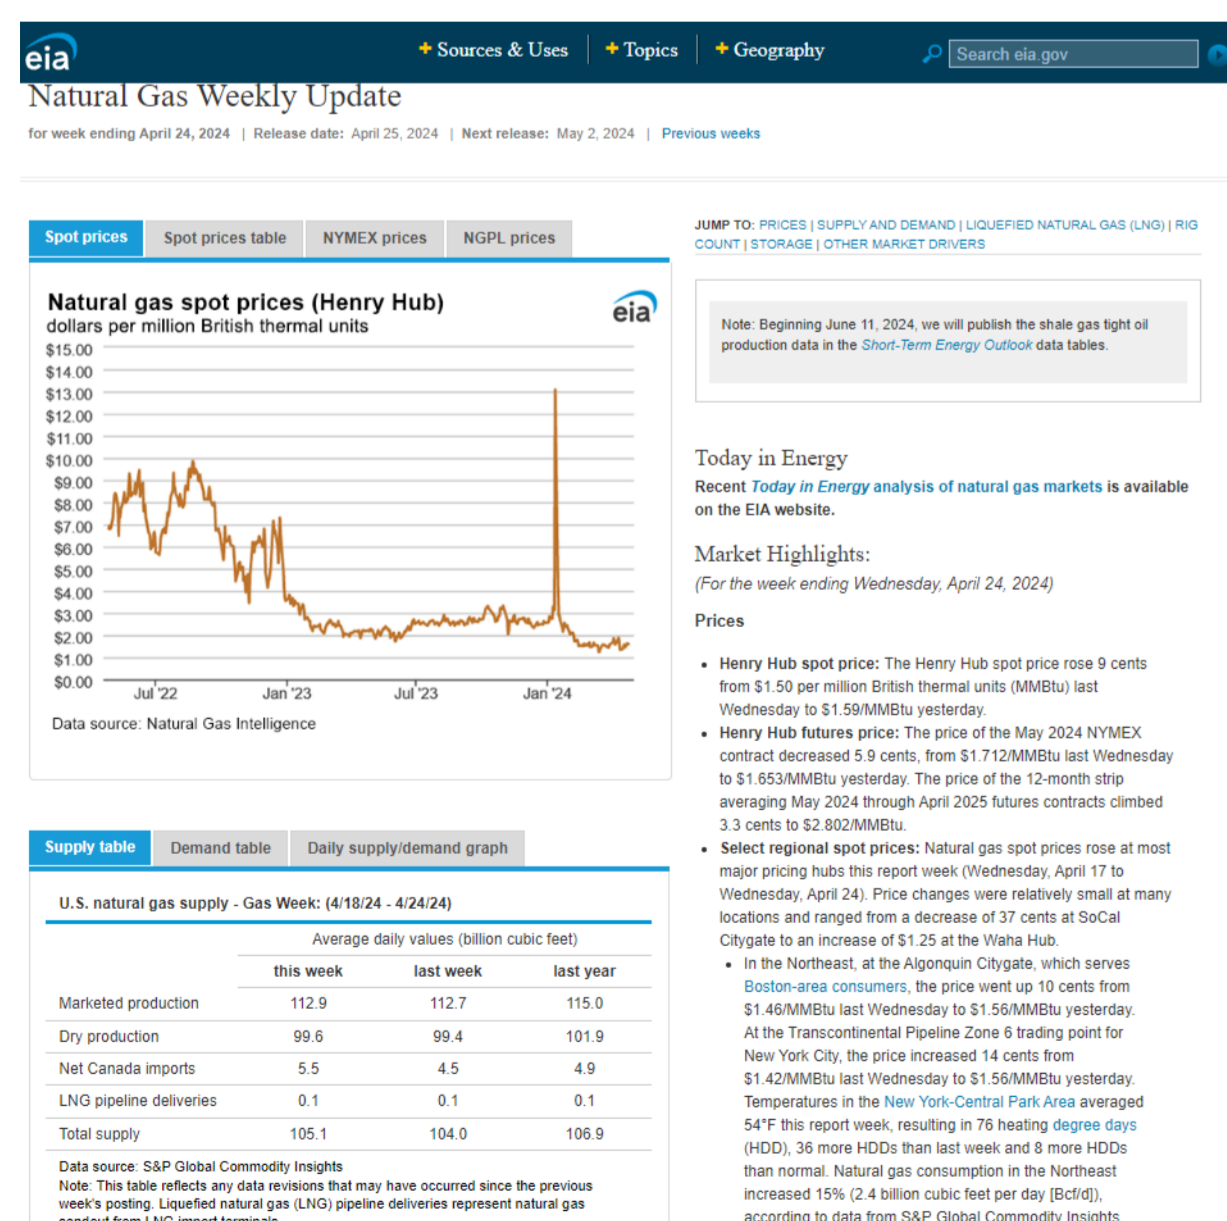 eia
+ Sources & Uses
+ Topics
+ Geography
Search eia.gov
Natural Gas Weekly Update
for week ending April 24, 2024 | Release date: April 25, 2024 | Next release: May 2, 2024 | Previous weeks
Spot prices
Spot prices table
NYMEX prices
NGPL prices
Natural gas spot prices (Henry Hub)
eia
dollars per million British thermal units
$15.00
$14.00
$13.00
$12.00
$11.00
$10.00
$9.00
$8.00
$7.00
$6.00
$5.00
$4.00
$3.00
$2.00
$1.00
$0.00
Jul '22 Jan '23 Jul '23 Jan '24
Data source: Natural Gas Intelligence
Supply table
Demand table
Daily supply/demand graph
U.S. natural gas supply - Gas Week: (4/18/24 - 4/24/24)
Average daily values (billion cubic feet)
this week last week last year
Marketed production 112.9 112.7 115.0
Dry production 99.6 99.4 101.9
Net Canada imports 5.5 4.5 4.9
LNG pipeline deliveries 0.1 0.1 0.1
Total supply 105.1 104.0 106.9
Data source: S&P Global Commodity Insights
Note: This table reflects any data revisions that may have occurred since the previous
week's posting. Liquefied natural gas (LNG) pipeline deliveries represent natural gas
sendout from LNG import terminals.
JUMP TO: PRICES | SUPPLY AND DEMAND | LIQUEFIED NATURAL GAS (LNG) | RIG
COUNT | STORAGE | OTHER MARKET DRIVERS
Note: Beginning June 11, 2024, we will publish the shale gas tight oil
production data in the Short-Term Energy Outlook data tables.
Today in Energy
Recent Today in Energy analysis of natural gas markets is available
on the EIA website.
Market Highlights:
(For the week ending Wednesday, April 24, 2024)
Prices
• Henry Hub spot price: The Henry Hub spot price rose 9 cents
from $1.50 per million British thermal units (MMBtu) last
Wednesday to $1.59/MMBtu yesterday.
• Henry Hub futures price: The price of the May 2024 NYMEX
contract decreased 5.9 cents, from $1.712/MMBtu last Wednesday
to $1.653/MMBtu yesterday. The price of the 12-month strip
averaging May 2024 through April 2025 futures contracts climbed
3.3 cents to $2.802/MMBtu.
• Select regional spot prices: Natural gas spot prices rose at most
major pricing hubs this report week (Wednesday, April 17 to
Wednesday, April 24). Price changes were relatively small at many
locations and ranged from a decrease of 37 cents at SoCal
Citygate to an increase of $1.25 at the Waha Hub.
• In the Northeast, at the Algonquin Citygate, which serves
Boston-area consumers, the price went up 10 cents from
$1.46/MMBtu last Wednesday to $1.56/MMBtu yesterday.
At the Transcontinental Pipeline Zone 6 trading point for
New York City, the price increased 14 cents from
$1.42/MMBtu last Wednesday to $1.56/MMBtu yesterday.
Temperatures in the New York-Central Park Area averaged
54°F this report week, resulting in 76 heating degree days
(HDD), 36 more HDDs than last week and 8 more HDDs
than normal. Natural gas consumption in the Northeast
increased 15% (2.4 billion cubic feet per day [Bcf/d]),
according to data from S&P Global Commodity Insights.